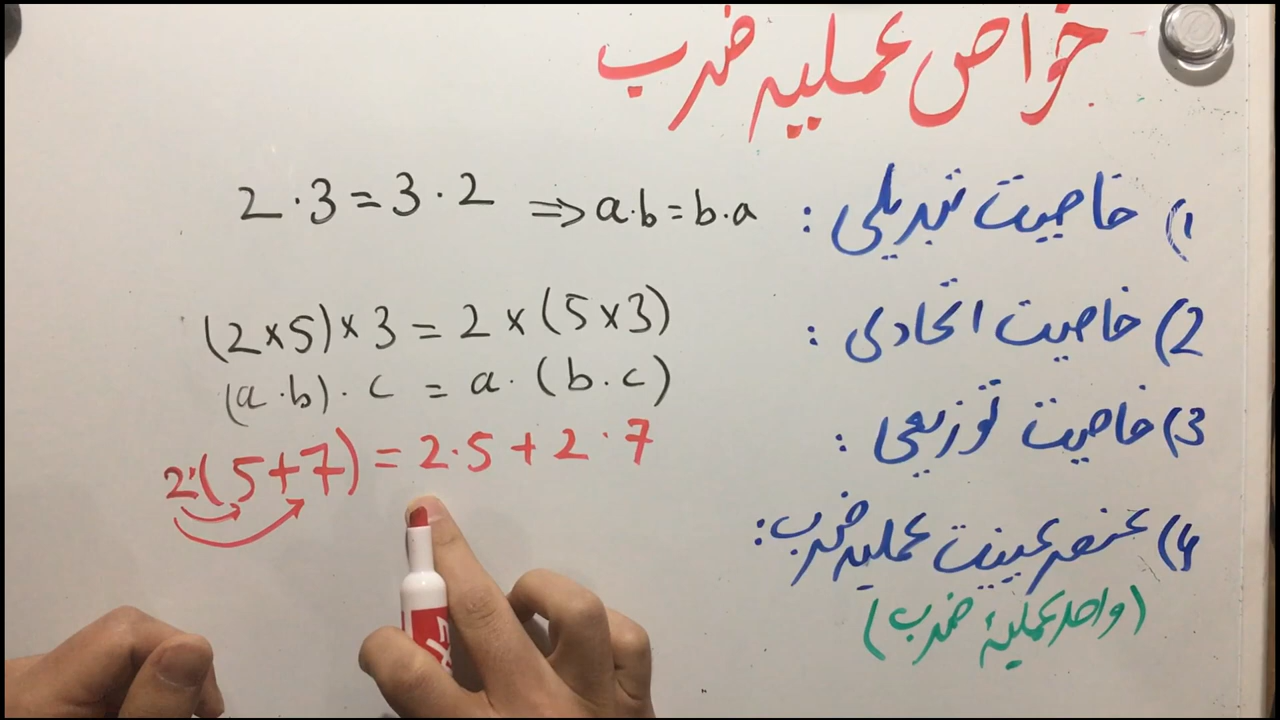 خواص عملیه ضرب
1) خاصیت تبدیلی : 2 · 3 = 3 · 2 ⇒ a·b = b·a
2) خاصیت اتحادی : (2×5)×3 = 2×(5×3)
(a·b)·c = a·(b·c)
3) خاصیت توزیعی : 2·(5+7) = 2·5 + 2·7
4) عنصر عینیت عملیه ضرب:
(واحد عملیهٔ ضرب)